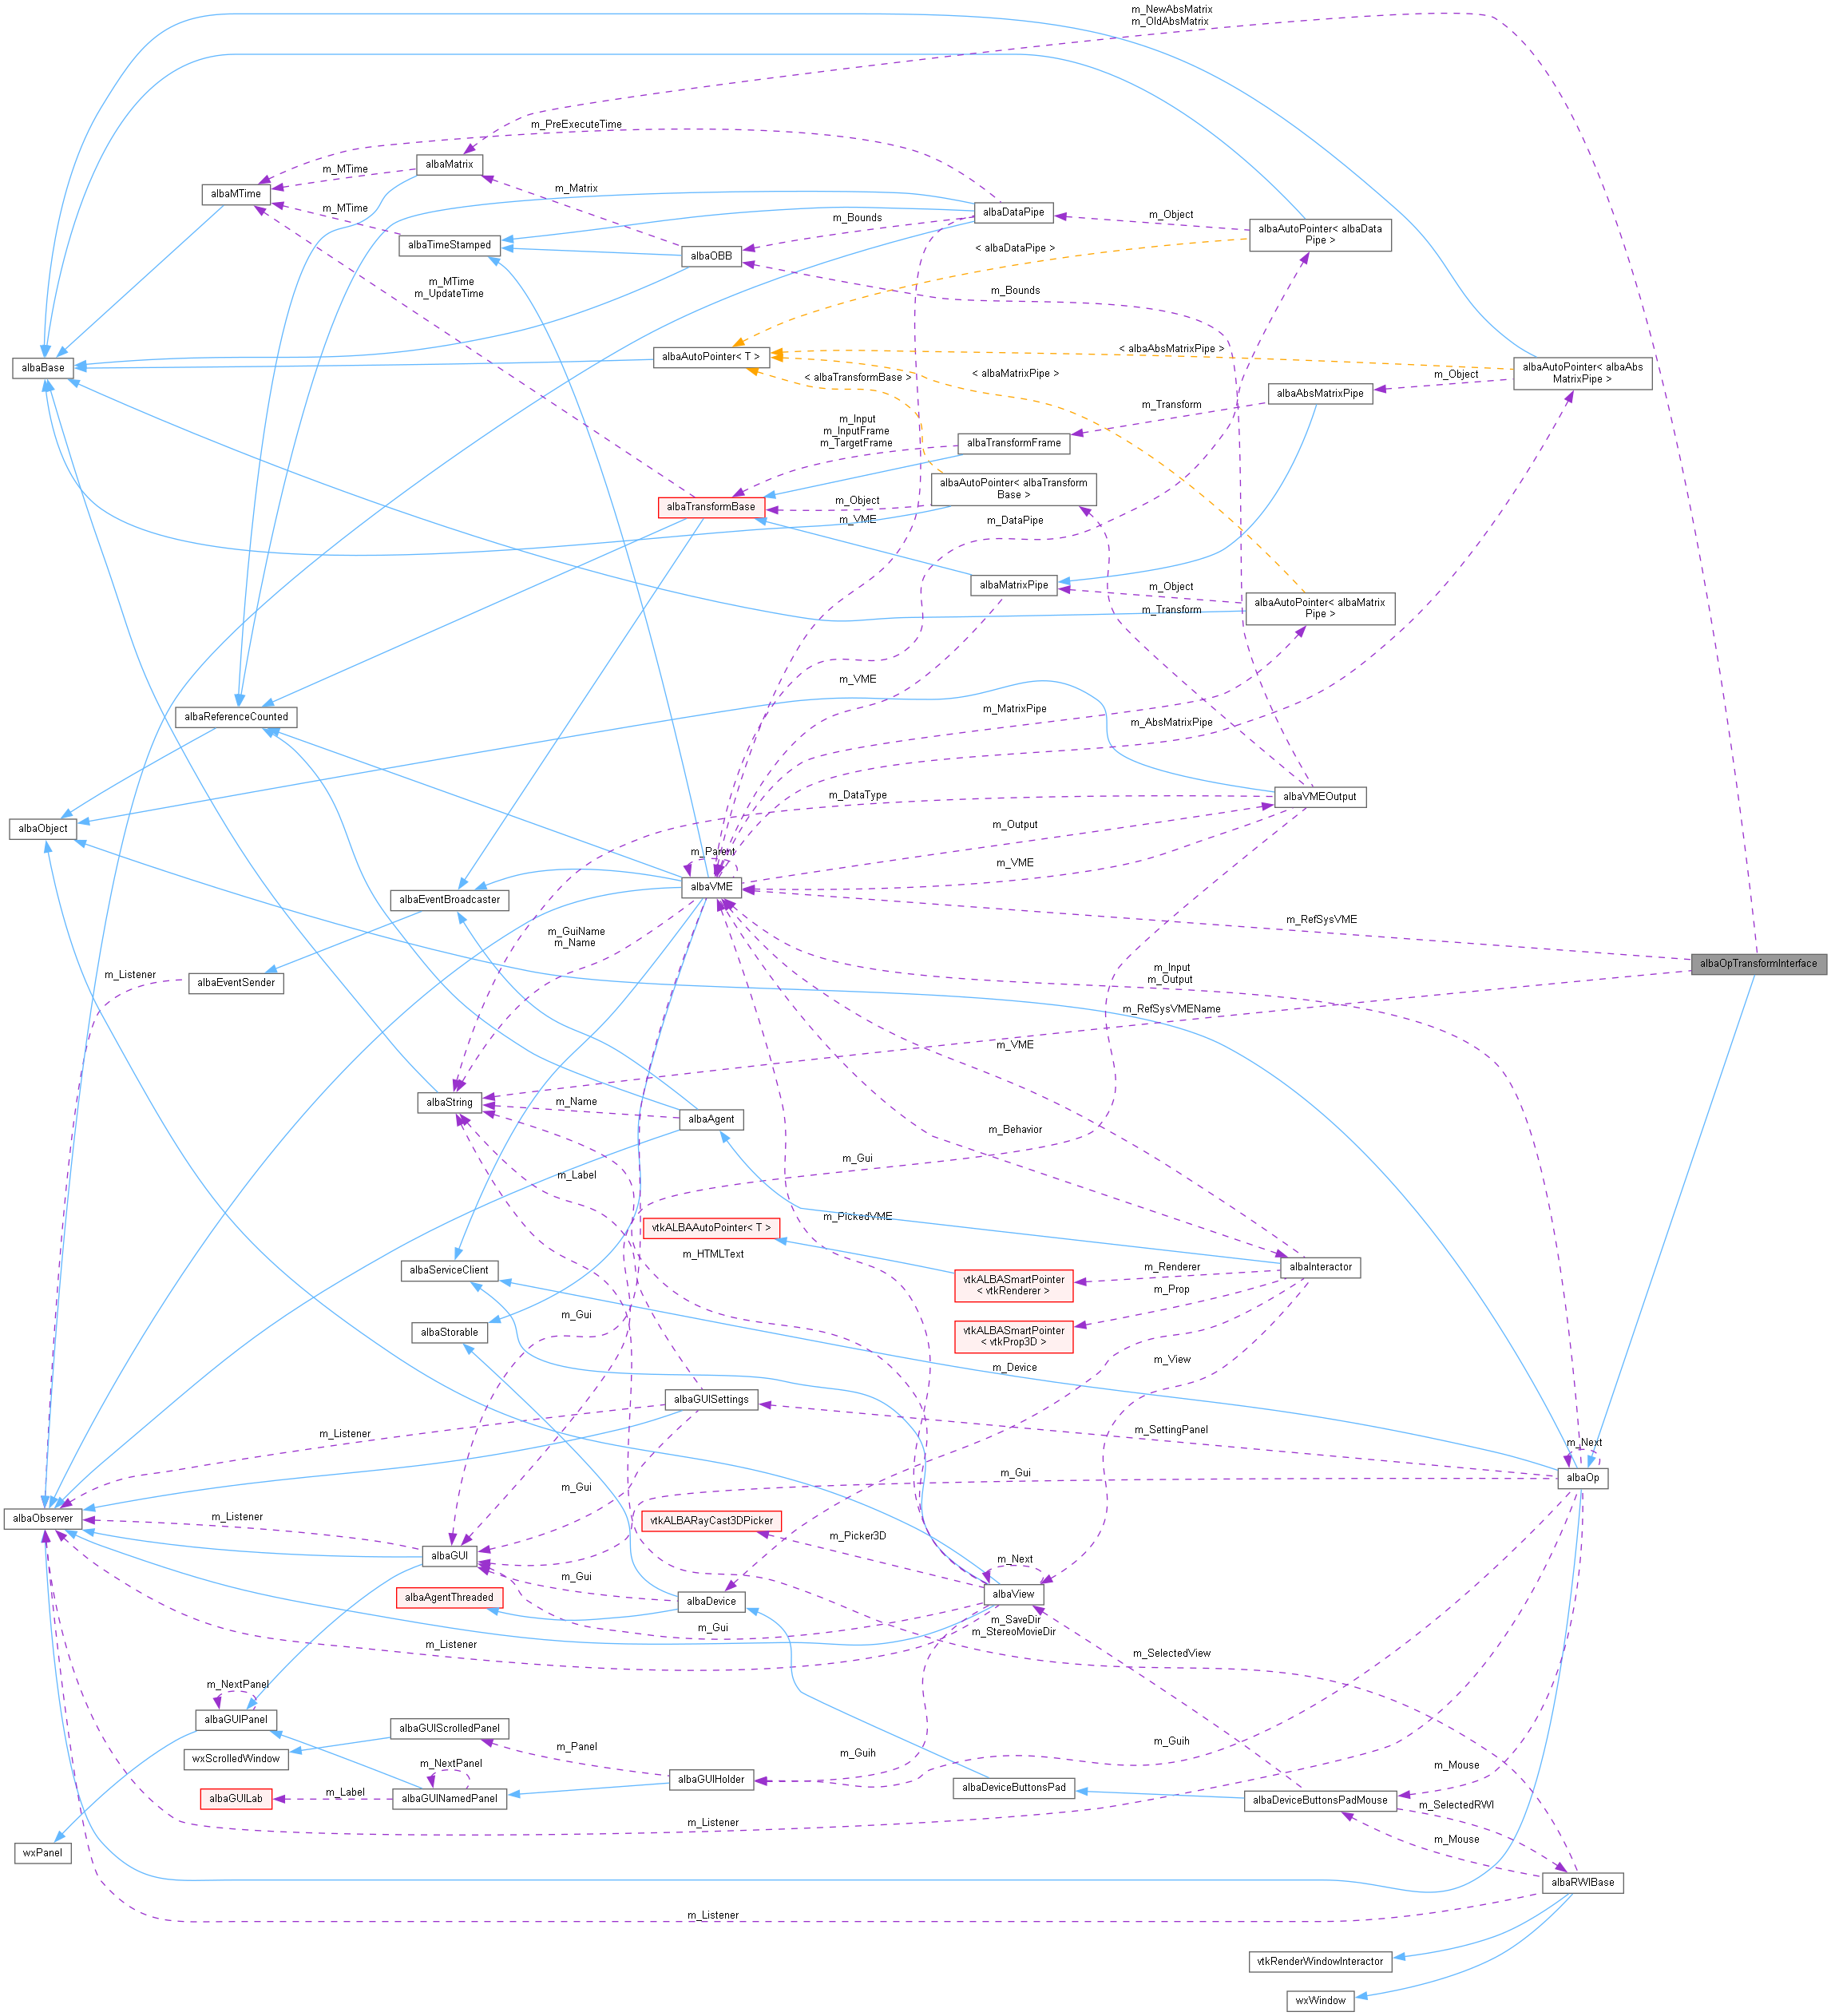 m_NewAbsMatrix
m_OldAbsMatrix
m_PreExecuteTime
albaMatrix
m_MTime
m_Matrix
albaMTime
m_MTime
albaDataPipe
m_Object
albaAutoPointer< albaData
Pipe >
m_Bounds
albaTimeStamped
< albaDataPipe >
albaOBB
m_MTime
m_UpdateTime
m_Bounds
albaBase
albaAutoPointer< T >
< albaAbsMatrixPipe >
albaAutoPointer< albaAbs
MatrixPipe >
< albaTransformBase >
< albaMatrixPipe >
m_Object
albaAbsMatrixPipe
m_Transform
m_Input
m_InputFrame
m_TargetFrame
albaTransformFrame
albaAutoPointer< albaTransform
Base >
m_Object
albaTransformBase
m_VME
m_DataPipe
albaMatrixPipe
m_Object
albaAutoPointer< albaMatrix
Pipe >
m_Transform
m_VME
albaReferenceCounted
m_MatrixPipe
m_AbsMatrixPipe
m_DataType
albaVMEOutput
albaObject
m_Output
m_Parent
m_VME
albaVME
albaEventBroadcaster
m_RefSysVME
m_GuiName
m_Name
albaOpTransformInterface
m_Listener
albaEventSender
m_Input
m_Output
m_RefSysVMEName
m_VME
albaString
m_Name
albaAgent
m_Behavior
m_Label
m_Gui
m_PickedVME
vtkALBAAutoPointer< T >
m_HTMLText
albaServiceClient
m_Renderer
albaInteractor
vtkALBASmartPointer
< vtkRenderer >
m_Prop
m_Gui
albaStorable
vtkALBASmartPointer
< vtkProp3D >
m_View
m_Device
albaGUISettings
m_Listener
m_SettingPanel
m_Next
m_Gui
albaOp
m_Gui
albaObserver
m_Listener
vtkALBARayCast3DPicker
m_Picker3D
albaGUI
m_Next
m_Gui
albaAgentThreaded
albaDevice
albaView
m_Gui
m_SaveDir
m_StereoMovieDir
m_Listener
m_SelectedView
m_NextPanel
albaGUIPanel
albaGUIScrolledPanel
m_Panel
m_Guih
m_Guih
wxScrolledWindow
m_NextPanel
m_Mouse
albaGUIHolder
albaDeviceButtonsPad
albaGUILab
m_Label
albaGUINamedPanel
albaDeviceButtonsPadMouse
m_SelectedRWI
m_Listener
m_Mouse
wxPanel
albaRWIBase
m_Listener
vtkRenderWindowInteractor
wxWindow